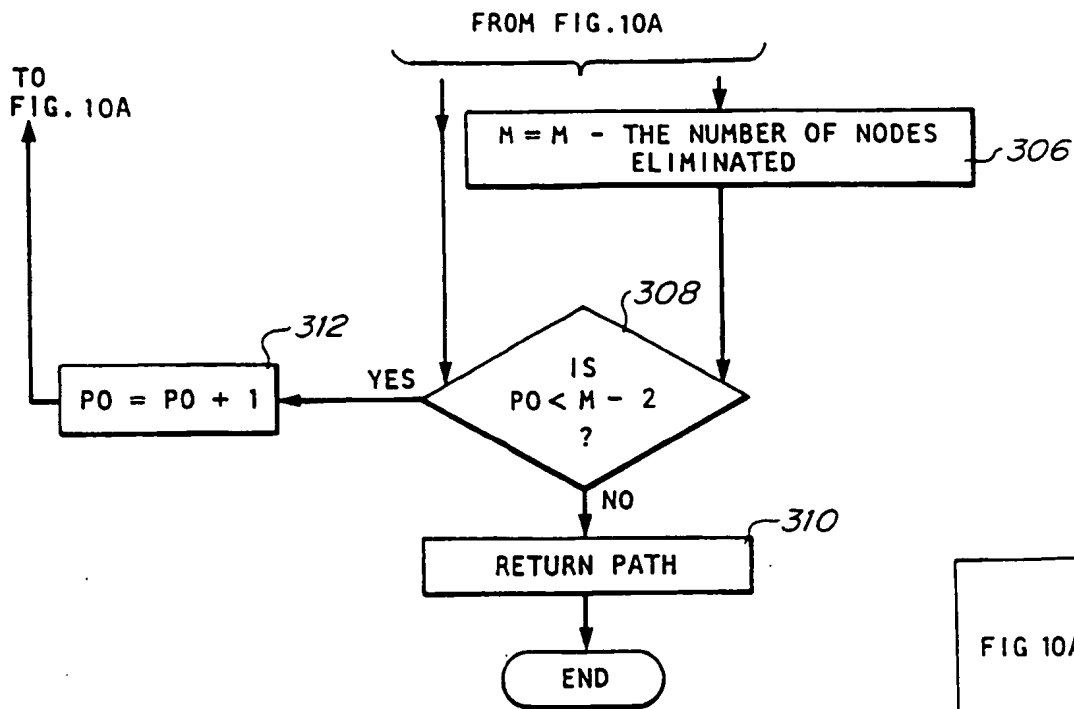 FROM FIG.10A
TO
FIG. 10A
M = M - THE NUMBER OF NODES
ELIMINATED
306
308
312
IS
PO < M - 2
?
YES
PO = PO + 1
NO
310
RETURN PATH
END
FIG 10A